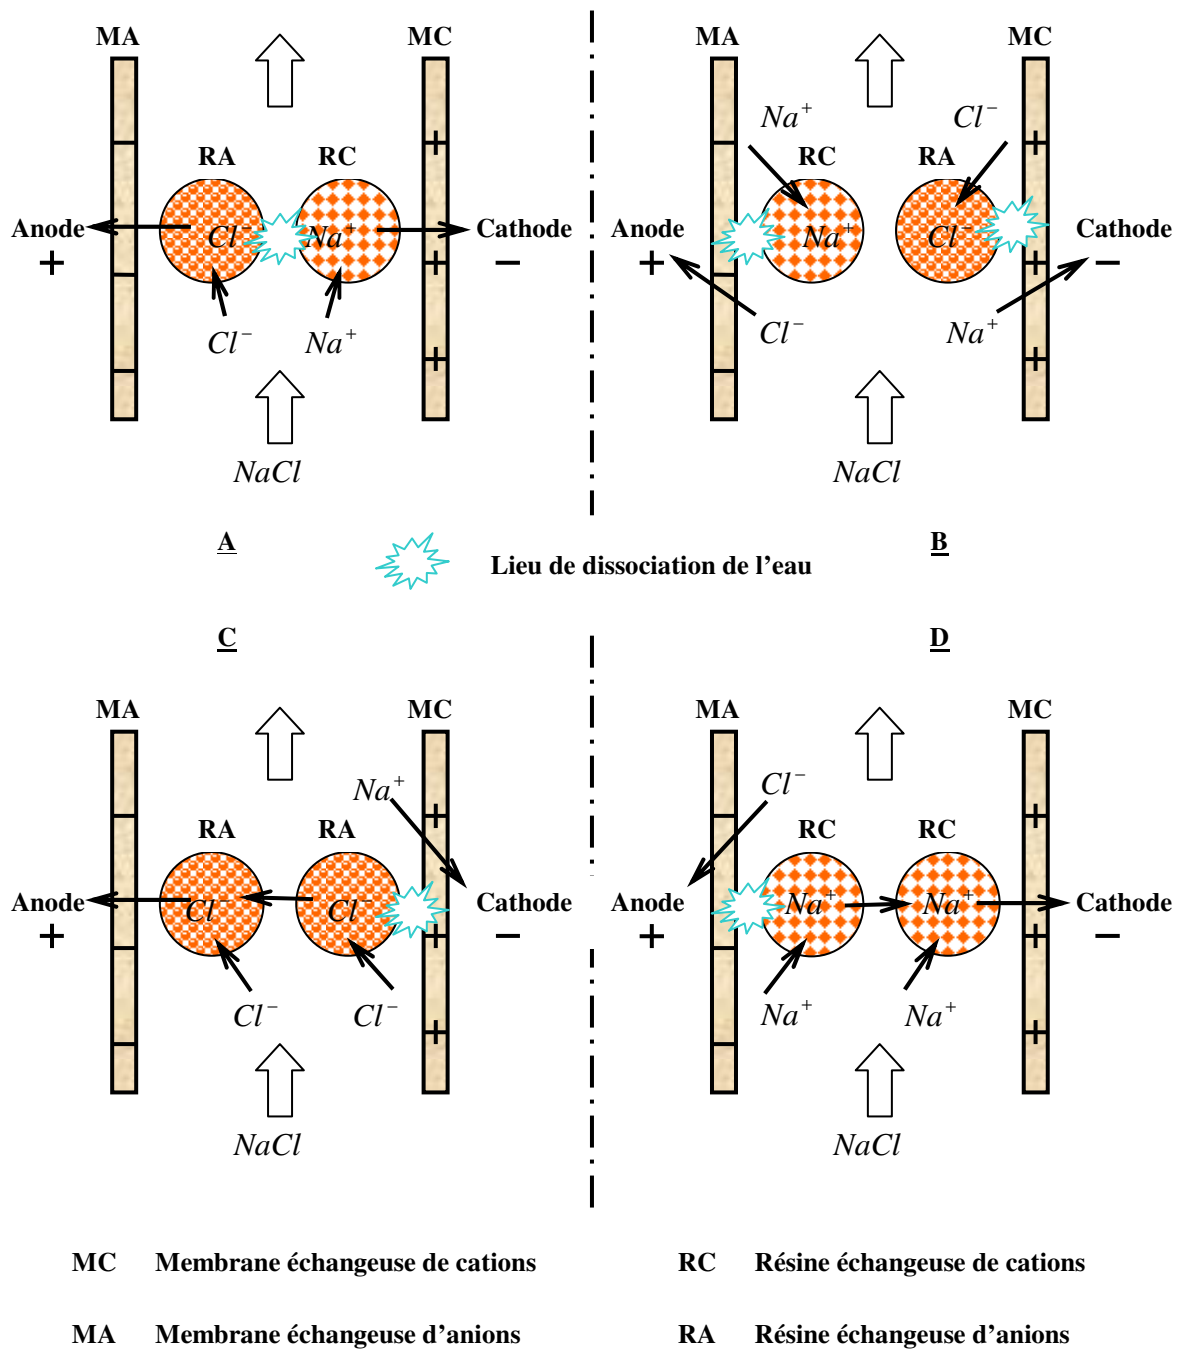 MA MC
RA RC
Cl⁻ Na⁺
Anode Cathode
+ −
Cl⁻ Na⁺
NaCl
A
MA MC
Na⁺ Cl⁻
RC RA
Na⁺ Cl⁻
Anode Cathode
+ −
Cl⁻ Na⁺
NaCl
B
Lieu de dissociation de l'eau
C
MA MC
Na⁺
RA RA
Cl⁻ Cl⁻
Anode Cathode
+ −
Cl⁻ Cl⁻
NaCl
D
MA MC
Cl⁻
RC RC
Na⁺ Na⁺
Anode Cathode
+ −
Na⁺ Na⁺
NaCl
MC Membrane échangeuse de cations
RC Résine échangeuse de cations
MA Membrane échangeuse d'anions
RA Résine échangeuse d'anions